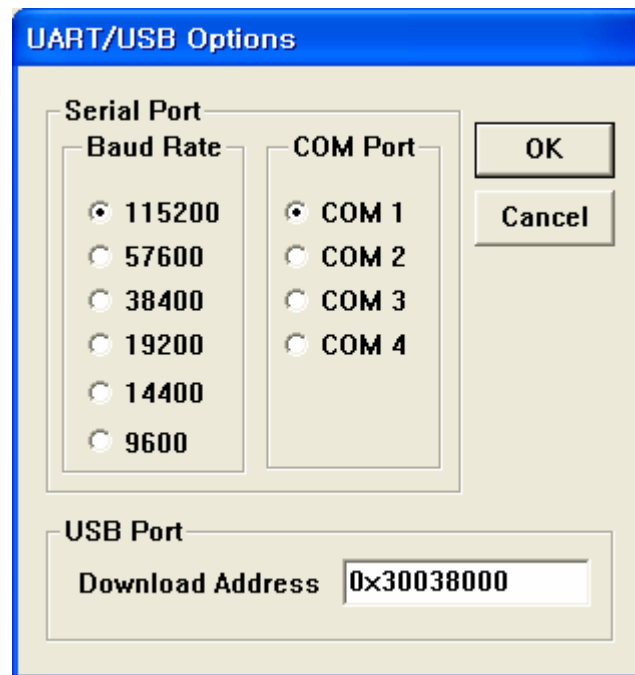 UART/USB Options
Serial Port
Baud Rate
115200
57600
38400
19200
14400
9600
COM Port
COM 1
COM 2
COM 3
COM 4
OK
Cancel
USB Port
Download Address 0x30038000